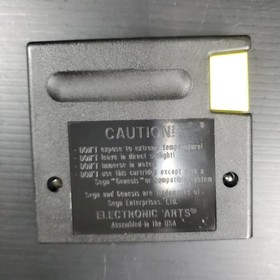 CAUTION!
- DON'T expose to extreme temperature!
- DON'T leave in direct sunlight!
- DON'T immerse in water!
- DON'T use this cartridge except in a
Sega™ Genesis™ or compatible system
Sega and Genesis are trademarks of
Sega Enterprises, LTD.
ELECTRONIC ARTS®
Assembled in the USA